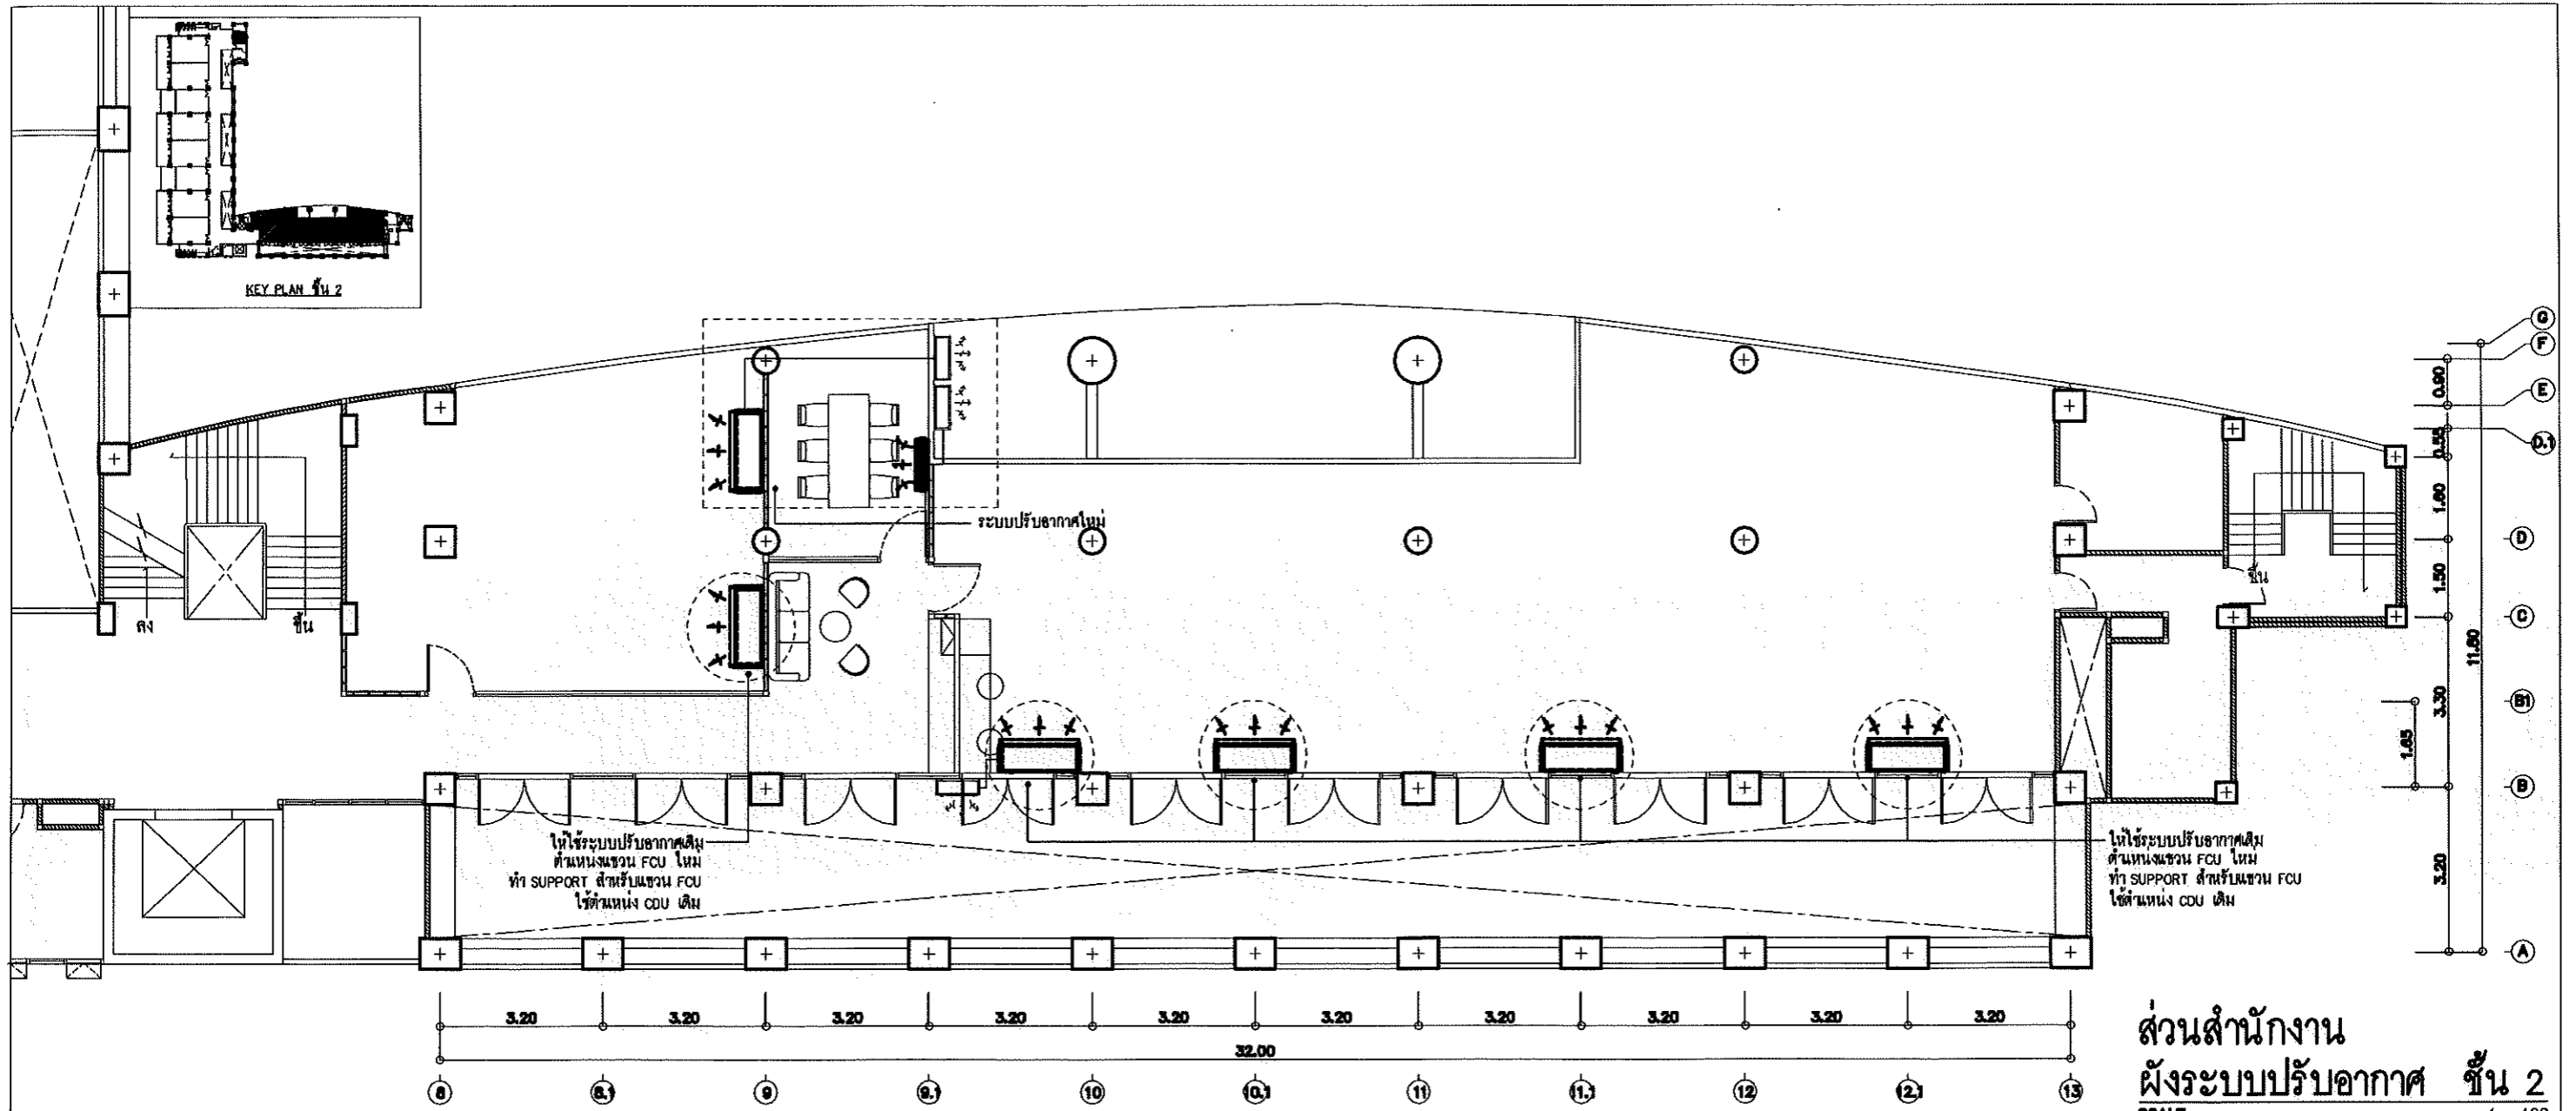 KEY PLAN ชั้น 2
G
F
0.90
E
0.55
D.1
ระบบปรับอากาศใหม่
1.60
D
ขึ้น
1.50
ลง
ขึ้น
C
11.60
3.30
B1
1.65
B
ให้ใช้ระบบปรับอากาศเดิม
ตำแหน่งแขวน FCU ใหม่
ทำ SUPPORT สำหรับแขวน FCU
ใช้ตำแหน่ง CDU เดิม
ให้ใช้ระบบปรับอากาศเดิม
ตำแหน่งแขวน FCU ใหม่
ทำ SUPPORT สำหรับแขวน FCU
ใช้ตำแหน่ง CDU เดิม
3.20
A
3.20 3.20 3.20 3.20 3.20 3.20 3.20 3.20 3.20 3.20
32.00
8 8.1 9 9.1 10 10.1 11 11.1 12 12.1 13
ส่วนสำนักงาน
ผังระบบปรับอากาศ ชั้น 2